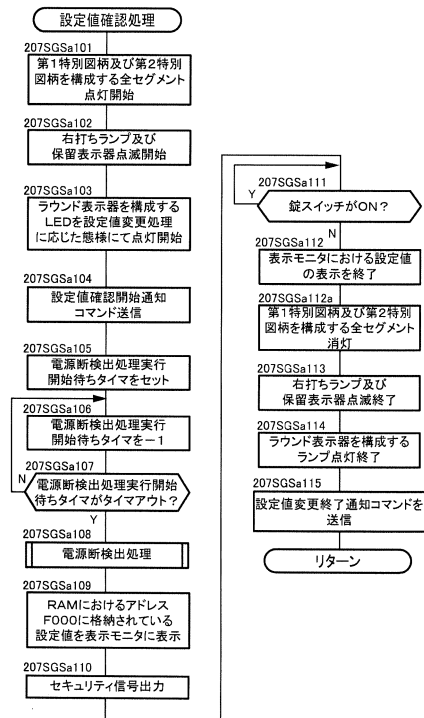 設定値確認処理
207SGSa101
第1特別図柄及び第2特別
図柄を構成する全セグメント
点灯開始
207SGSa102
右打ちランプ及び
保留表示器点滅開始
207SGSa103
ラウンド表示器を構成する
LEDを設定値変更処理
に応じた態様にて点灯開始
207SGSa104
設定値確認開始通知
コマンド送信
207SGSa105
電源断検出処理実行
開始待ちタイマをセット
207SGSa106
電源断検出処理実行
開始待ちタイマを－1
207SGSa107
N
電源断検出処理実行開始
待ちタイマがタイマアウト？
Y
207SGSa108
電源断検出処理
207SGSa109
RAMにおけるアドレス
F000に格納されている
設定値を表示モニタに表示
207SGSa110
セキュリティ信号出力
207SGSa111
Y
錠スイッチがON？
N
207SGSa112
表示モニタにおける設定値
の表示を終了
207SGSa112a
第1特別図柄及び第2特別
図柄を構成する全セグメント
消灯
207SGSa113
右打ちランプ及び
保留表示器点滅終了
207SGSa114
ラウンド表示器を構成する
ランプ点灯終了
207SGSa115
設定値変更終了通知コマンドを
送信
リターン